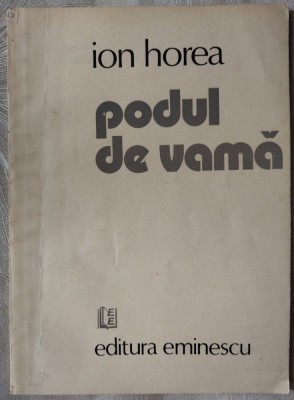 ion horea
podul
de vamă
E
E
editura eminescu